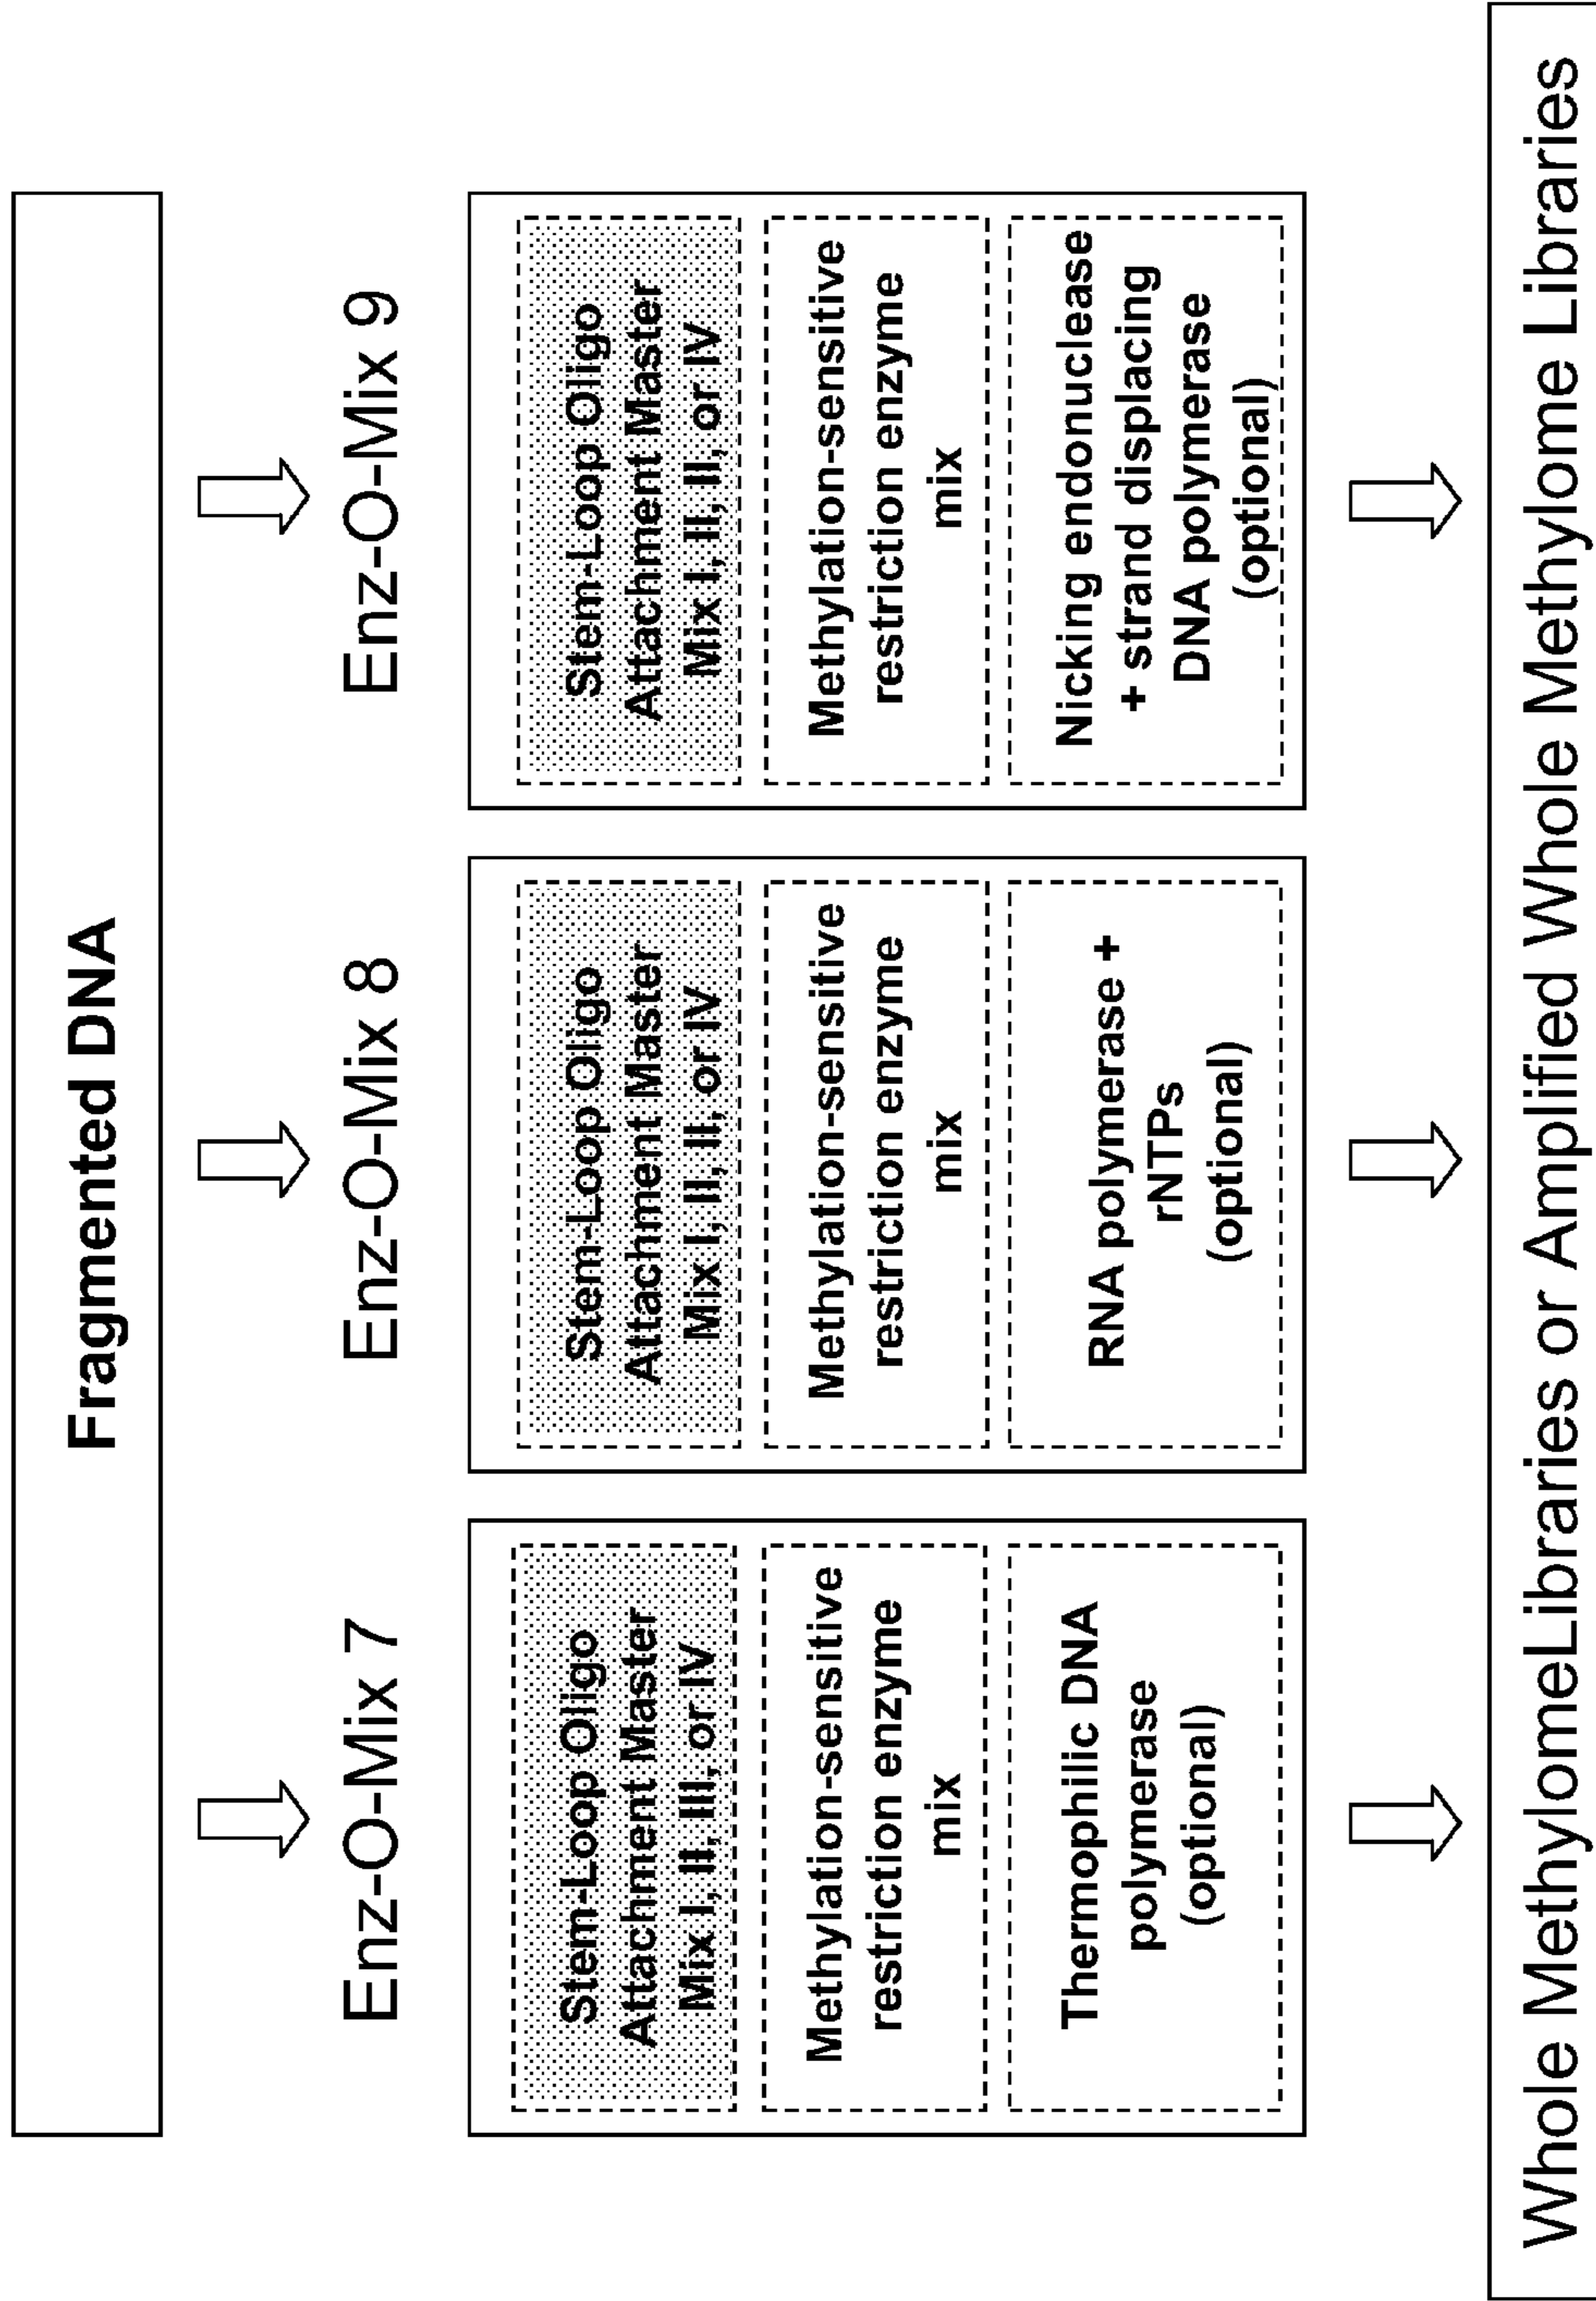 Fragmented DNA
Enz-O-Mix 7
Stem-Loop Oligo
Attachment Master
Mix I, II, III, or IV
Methylation-sensitive
restriction enzyme
mix
Thermophilic DNA
polymerase
(optional)
Enz-O-Mix 8
Stem-Loop Oligo
Attachment Master
Mix I, II, II, or IV
Methylation-sensitive
restriction enzyme
mix
RNA polymerase +
rNTPs
(optional)
Enz-O-Mix 9
Stem-Loop Oligo
Attachment Master
Mix I, II, II, or IV
Methylation-sensitive
restriction enzyme
mix
Nicking endonuclease
+ strand displacing
DNA polymerase
(optional)
Whole MethylomeLibraries or Amplified Whole Methylome Libraries